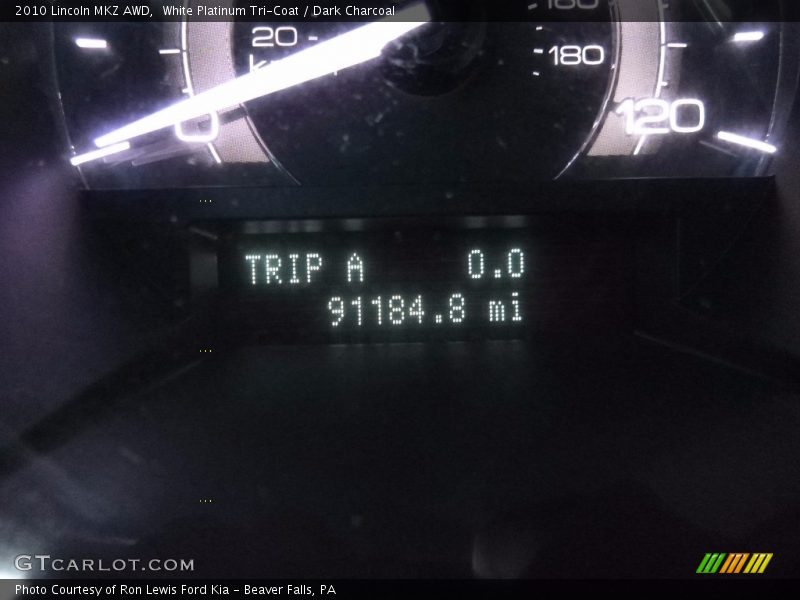 2010 Lincoln MKZ AWD,  White Platinum Tri-Coat / Dark Charcoal
20
180
0
120
TRIP A 0.0
91184.8 mi
GTCARLOT.COM
Photo Courtesy of Ron Lewis Ford Kia - Beaver Falls, PA